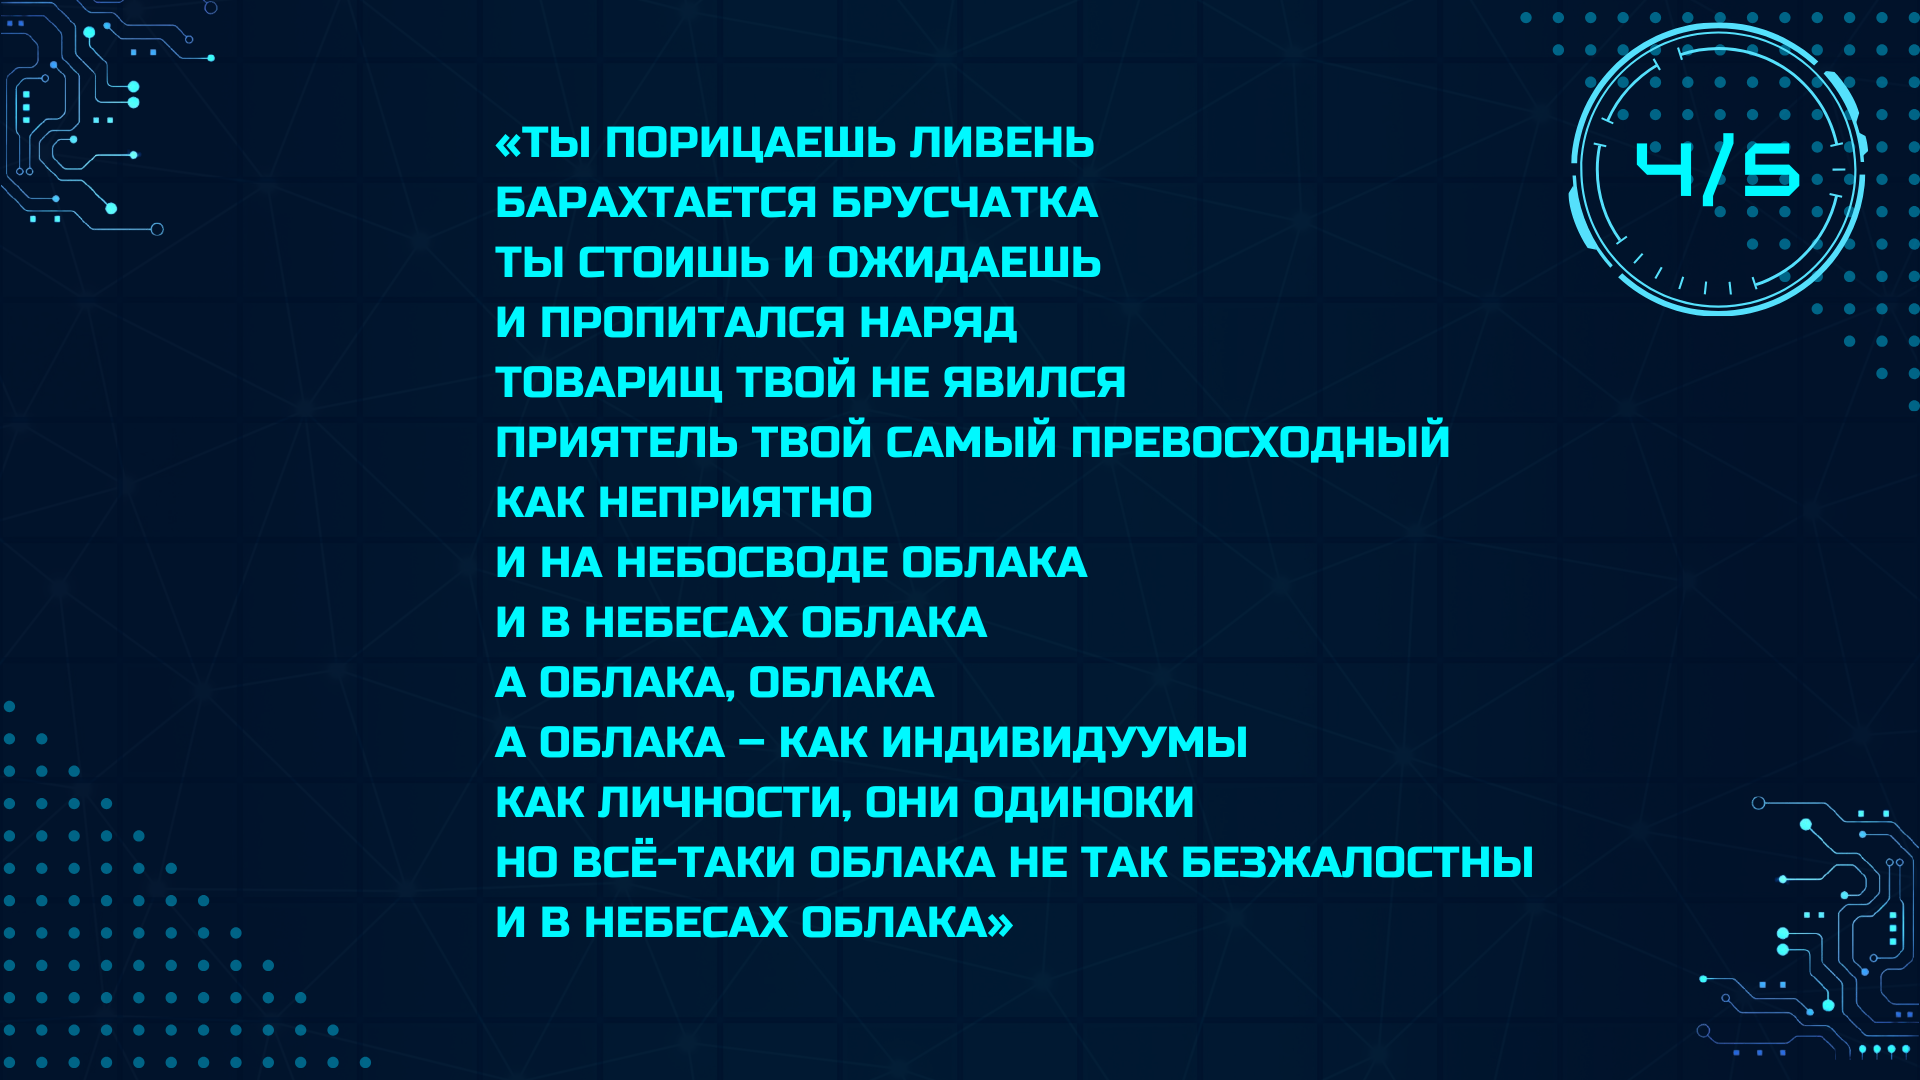 «ТЫ ПОРИЦАЕШЬ ЛИВЕНЬ
БАРАХТАЕТСЯ БРУСЧАТКА
ТЫ СТОИШЬ И ОЖИДАЕШЬ
И ПРОПИТАЛСЯ НАРЯД
ТОВАРИЩ ТВОЙ НЕ ЯВИЛСЯ
ПРИЯТЕЛЬ ТВОЙ САМЫЙ ПРЕВОСХОДНЫЙ
КАК НЕПРИЯТНО
И НА НЕБОСВОДЕ ОБЛАКА
И В НЕБЕСАХ ОБЛАКА
А ОБЛАКА, ОБЛАКА
А ОБЛАКА – КАК ИНДИВИДУУМЫ
КАК ЛИЧНОСТИ, ОНИ ОДИНОКИ
НО ВСЁ-ТАКИ ОБЛАКА НЕ ТАК БЕЗЖАЛОСТНЫ
И В НЕБЕСАХ ОБЛАКА»
4/5